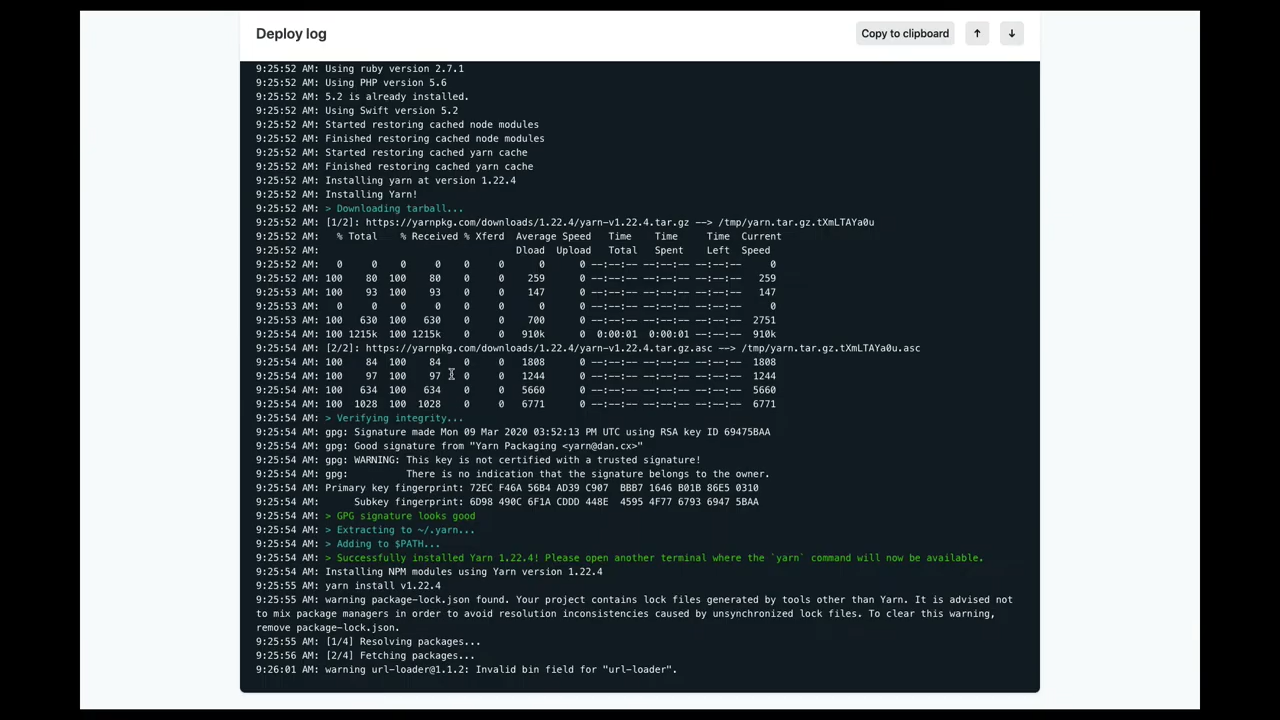 Deploy log
Copy to clipboard ↑ ↓
9:25:52 AM: Using ruby version 2.7.1
9:25:52 AM: Using PHP version 5.6
9:25:52 AM: 5.2 is already installed.
9:25:52 AM: Using Swift version 5.2
9:25:52 AM: Started restoring cached node modules
9:25:52 AM: Finished restoring cached node modules
9:25:52 AM: Started restoring cached yarn cache
9:25:52 AM: Finished restoring cached yarn cache
9:25:52 AM: Installing yarn at version 1.22.4
9:25:52 AM: Installing Yarn!
9:25:52 AM: > Downloading tarball...
9:25:52 AM: [1/2]: https://yarnpkg.com/downloads/1.22.4/yarn-v1.22.4.tar.gz --> /tmp/yarn.tar.gz.tXmLTAYa0u
9:25:52 AM:   % Total    % Received % Xferd  Average Speed   Time    Time     Time  Current
9:25:52 AM:                                  Dload  Upload   Total   Spent    Left  Speed
9:25:52 AM:   0     0    0     0    0     0      0      0 --:--:-- --:--:-- --:--:--     0
9:25:52 AM: 100    80  100    80    0     0    259      0 --:--:-- --:--:-- --:--:--   259
9:25:53 AM: 100    93  100    93    0     0    147      0 --:--:-- --:--:-- --:--:--   147
9:25:53 AM:   0     0    0     0    0     0      0      0 --:--:-- --:--:-- --:--:--     0
9:25:53 AM: 100   630  100   630    0     0    700      0 --:--:-- --:--:-- --:--:--  2751
9:25:54 AM: 100 1215k  100 1215k    0     0   910k      0  0:00:01  0:00:01 --:--:--  910k
9:25:54 AM: [2/2]: https://yarnpkg.com/downloads/1.22.4/yarn-v1.22.4.tar.gz.asc --> /tmp/yarn.tar.gz.tXmLTAYa0u.asc
9:25:54 AM: 100    84  100    84    0     0   1808      0 --:--:-- --:--:-- --:--:--  1808
9:25:54 AM: 100    97  100    97    0     0   1244      0 --:--:-- --:--:-- --:--:--  1244
9:25:54 AM: 100   634  100   634    0     0   5660      0 --:--:-- --:--:-- --:--:--  5660
9:25:54 AM: 100  1028  100  1028    0     0   6771      0 --:--:-- --:--:-- --:--:--  6771
9:25:54 AM: > Verifying integrity...
9:25:54 AM: gpg: Signature made Mon 09 Mar 2020 03:52:13 PM UTC using RSA key ID 69475BAA
9:25:54 AM: gpg: Good signature from "Yarn Packaging <yarn@dan.cx>"
9:25:54 AM: gpg: WARNING: This key is not certified with a trusted signature!
9:25:54 AM: gpg:          There is no indication that the signature belongs to the owner.
9:25:54 AM: Primary key fingerprint: 72EC F46A 56B4 AD39 C907  BBB7 1646 B01B 86E5 0310
9:25:54 AM:      Subkey fingerprint: 6D98 490C 6F1A CDDD 448E  4595 4F77 6793 6947 5BAA
9:25:54 AM: > GPG signature looks good
9:25:54 AM: > Extracting to ~/.yarn...
9:25:54 AM: > Adding to $PATH...
9:25:54 AM: > Successfully installed Yarn 1.22.4! Please open another terminal where the `yarn` command will now be available.
9:25:54 AM: Installing NPM modules using Yarn version 1.22.4
9:25:55 AM: yarn install v1.22.4
9:25:55 AM: warning package-lock.json found. Your project contains lock files generated by tools other than Yarn. It is advised not
to mix package managers in order to avoid resolution inconsistencies caused by unsynchronized lock files. To clear this warning,
remove package-lock.json.
9:25:55 AM: [1/4] Resolving packages...
9:25:56 AM: [2/4] Fetching packages...
9:26:01 AM: warning url-loader@1.1.2: Invalid bin field for "url-loader".